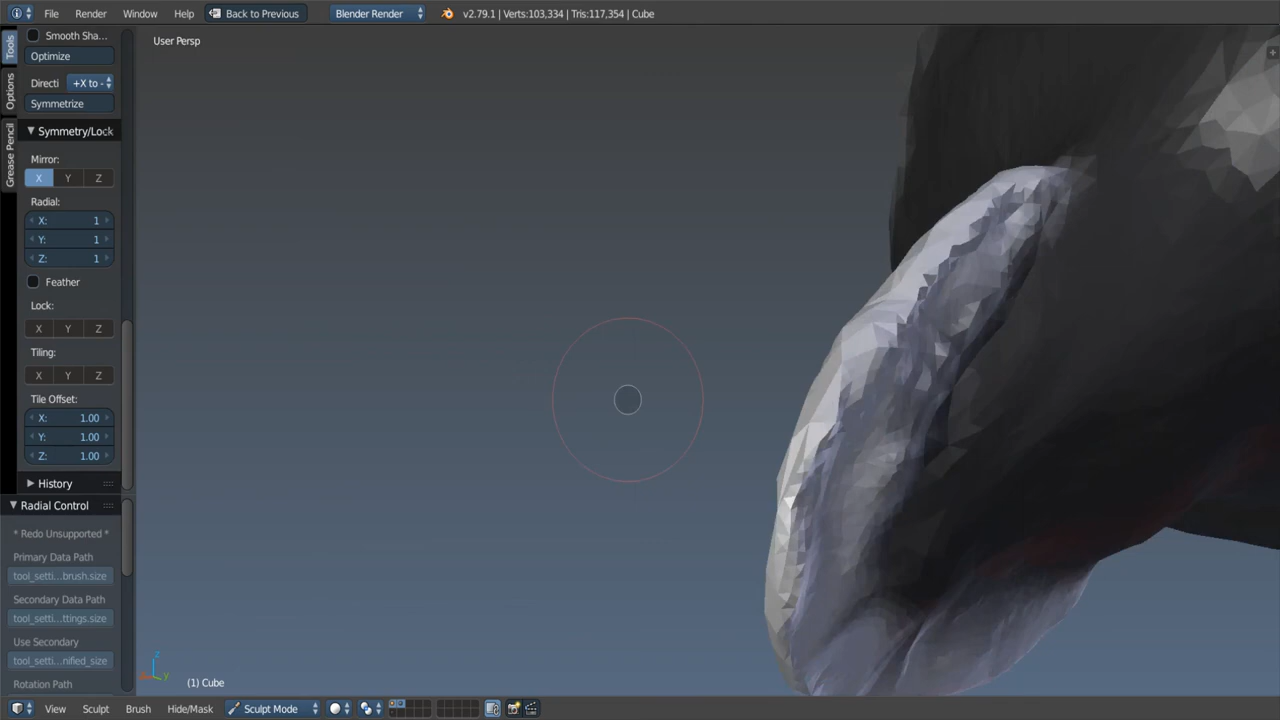 File Render Window Help Back to Previous Blender Render v2.79.1 | Verts:103,334 | Tris:117,354 | Cube
Tools
Options
Grease Pencil
Smooth Sha...
Optimize
Directi +X to -
Symmetrize
Symmetry/Lock
Mirror:
X Y Z
Radial:
X: 1
Y: 1
Z: 1
Feather
Lock:
X Y Z
Tiling:
X Y Z
Tile Offset:
X: 1.00
Y: 1.00
Z: 1.00
History
Radial Control
* Redo Unsupported *
Primary Data Path
tool_setti...brush.size
Secondary Data Path
tool_setti...ttings.size
Use Secondary
tool_setti...nified_size
Rotation Path
User Persp
z
y
(1) Cube
View Sculpt Brush Hide/Mask Sculpt Mode